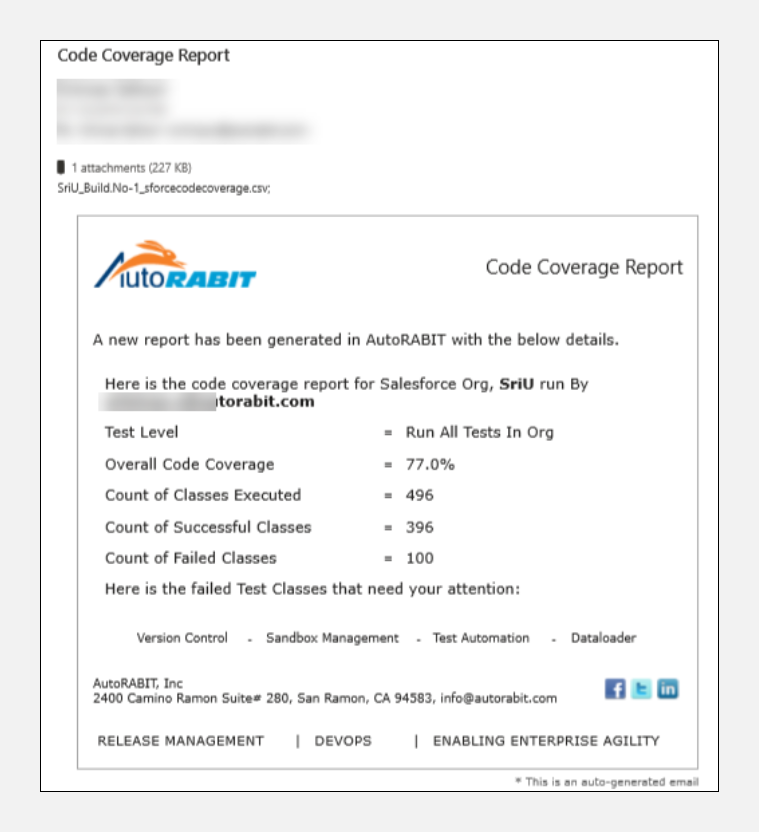 Code Coverage Report
1 attachments (227 KB)
SriU_Build.No-1_sforcecodecoverage.csv;
AutoRABIT
Code Coverage Report
A new report has been generated in AutoRABIT with the below details.
Here is the code coverage report for Salesforce Org, SriU run By
torabit.com
Test Level = Run All Tests In Org
Overall Code Coverage = 77.0%
Count of Classes Executed = 496
Count of Successful Classes = 396
Count of Failed Classes = 100
Here is the failed Test Classes that need your attention:
Version Control - Sandbox Management - Test Automation - Dataloader
AutoRABIT, Inc
2400 Camino Ramon Suite# 280, San Ramon, CA 94583, info@autorabit.com
RELEASE MANAGEMENT | DEVOPS | ENABLING ENTERPRISE AGILITY
* This is an auto-generated email